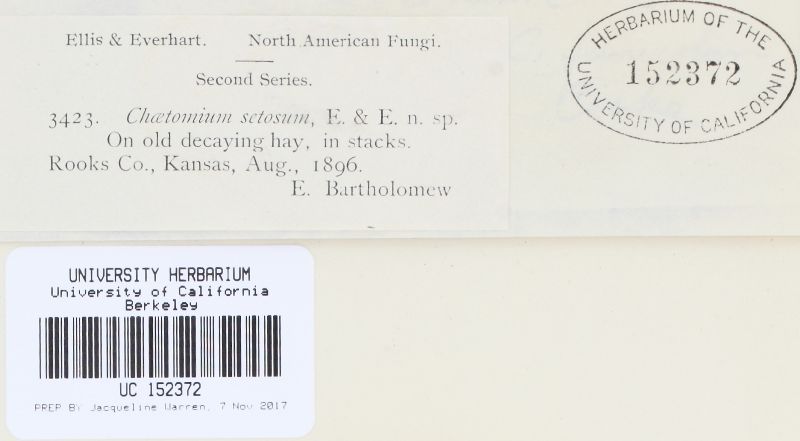 Ellis & Everhart. North American Fungi.
Second Series.
3423. Chætomium setosum, E. & E. n. sp.
On old decaying hay, in stacks.
Rooks Co., Kansas, Aug., 1896.
E. Bartholomew
HERBARIUM OF THE
152372
UNIVERSITY OF CALIFORNIA
UNIVERSITY HERBARIUM
University of California
Berkeley
UC 152372
PREP BY Jacqueline Warren, 7 Nov 2017